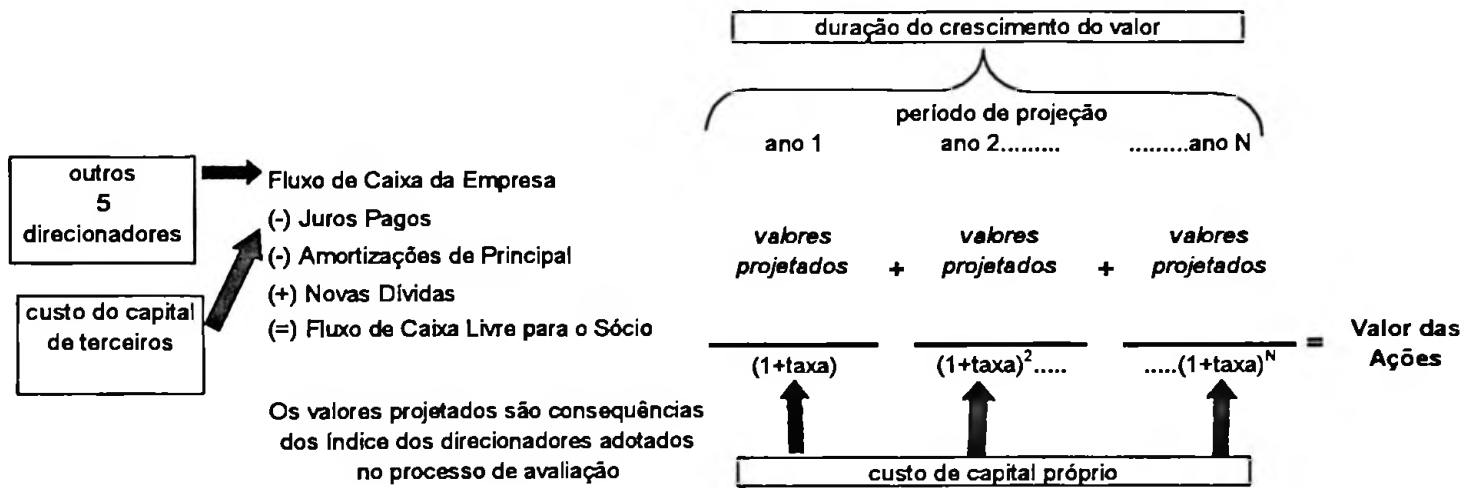 duração do crescimento do valor
período de projeção
ano 1 ano 2......... .........ano N
outros
5
direcionadores
custo do capital
de terceiros
Fluxo de Caixa da Empresa
(-) Juros Pagos
(-) Amortizações de Principal
(+) Novas Dívidas
(=) Fluxo de Caixa Livre para o Sócio
Os valores projetados são consequências
dos índice dos direcionadores adotados
no processo de avaliação
valores
projetados
+
valores
projetados
+
valores
projetados
(1+taxa) (1+taxa)² ..... .....(1+taxa)ᴺ
=
Valor das
Ações
custo de capital próprio